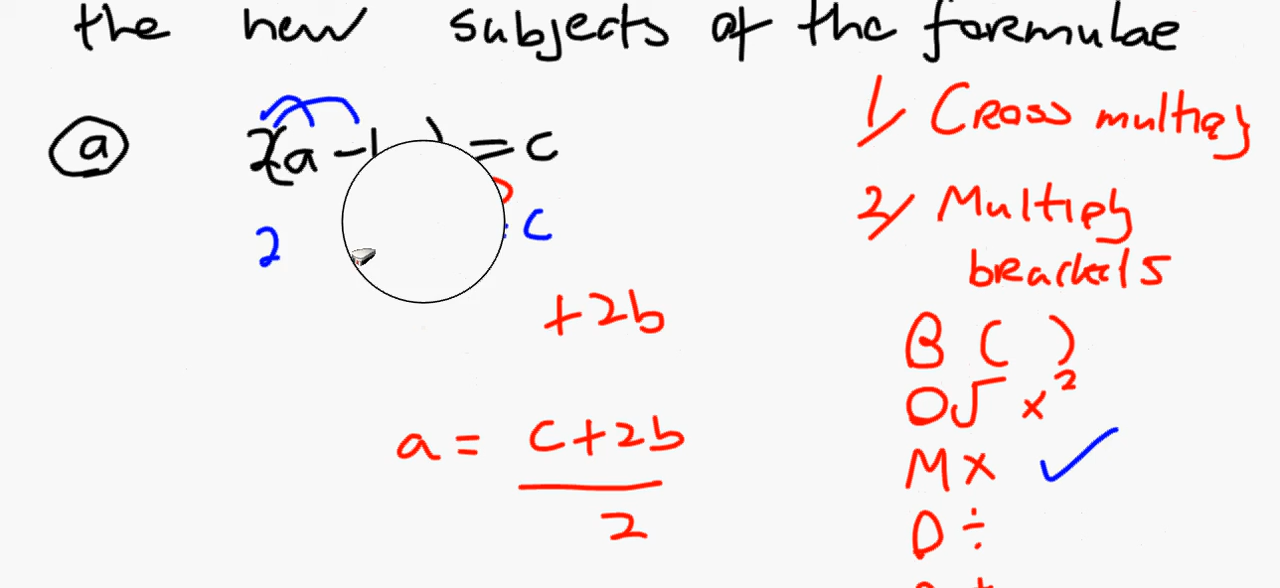 the new subjects of the formulae
a 2(a - ) = c
2 c
+2b
a = c+2b
2
1/ Cross multiply
2/ Multiply
brackets
B ( )
O √ x²
M × ✓
D ÷